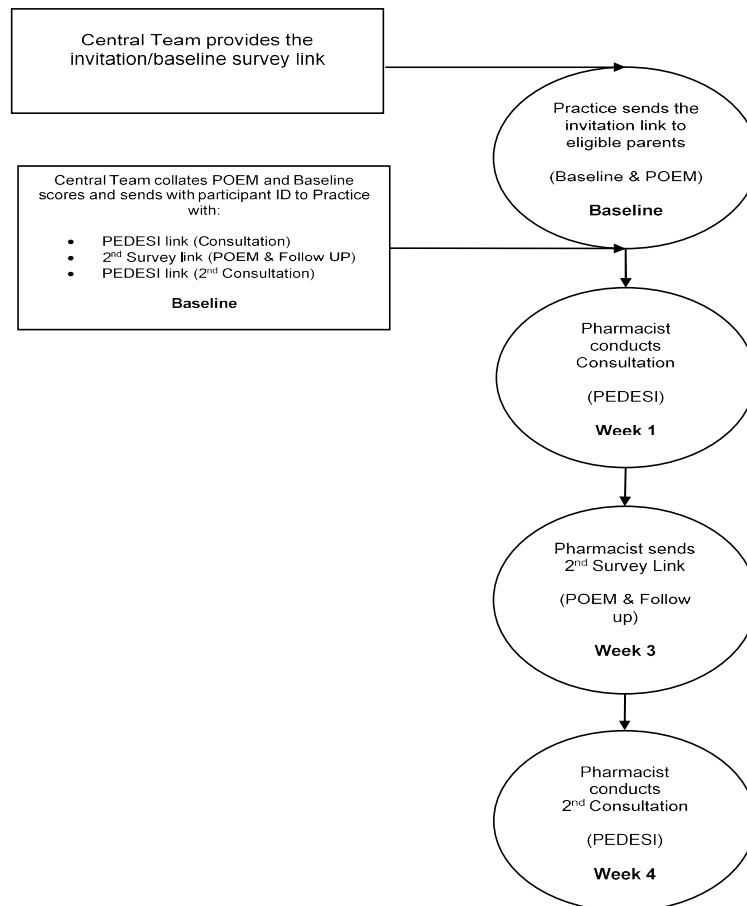 Central Team provides the
invitation/baseline survey link
Practice sends the
invitation link to
eligible parents
(Baseline & POEM)
Baseline
Central Team collates POEM and Baseline
scores and sends with participant ID to Practice
with:
• PEDESI link (Consultation)
• 2nd Survey link (POEM & Follow UP)
• PEDESI link (2nd Consultation)
Baseline
Pharmacist
conducts
Consultation
(PEDESI)
Week 1
Pharmacist sends
2nd Survey Link
(POEM & Follow
up)
Week 3
Pharmacist
conducts
2nd Consultation
(PEDESI)
Week 4